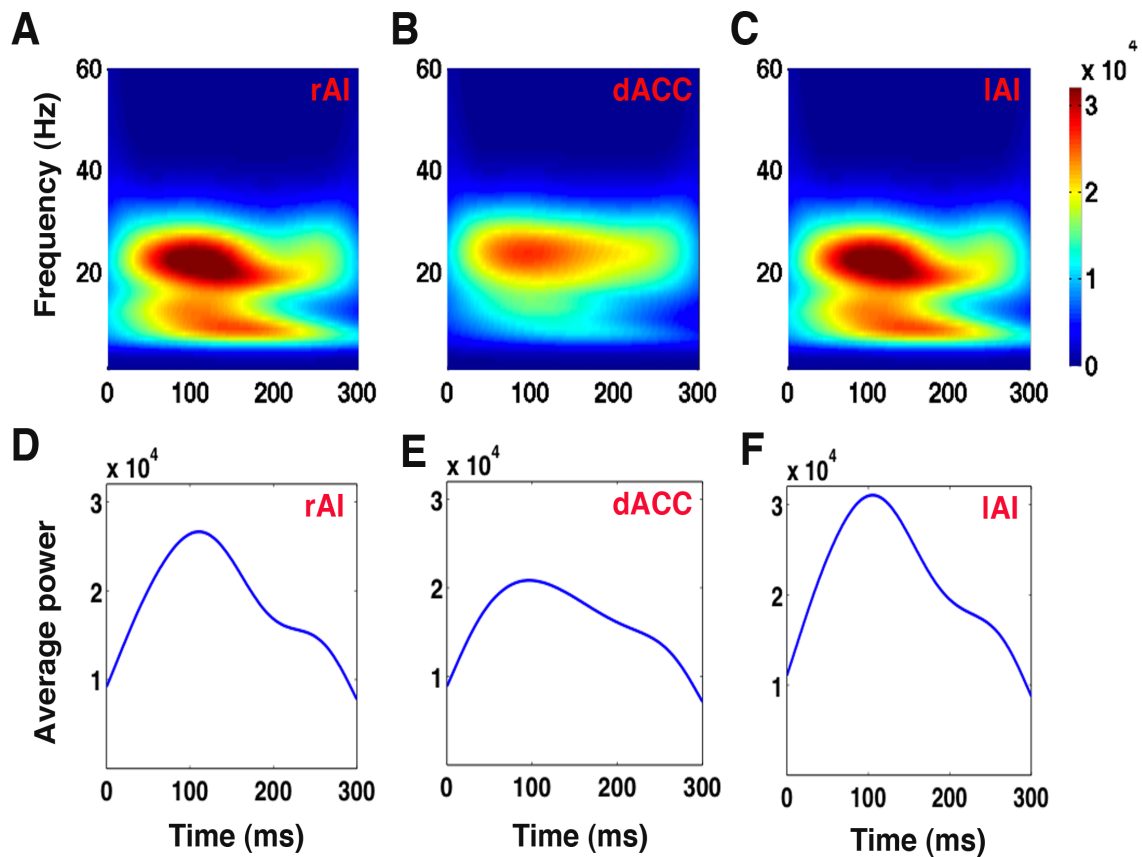 A B C
x 10 4
60 rAI 60 dACC 60 lAI
3
40 40 40
2
Frequency (Hz)
20 20 20
1
0
0 100 200 300 0 100 200 300 0 100 200 300
D E F
x 10 4 x 10 4 x 10 4
3 rAI 3 dACC 3 lAI
2 2 2
Average power
1 1 1
0 100 200 300 0 100 200 300 0 100 200 300
Time (ms) Time (ms) Time (ms)